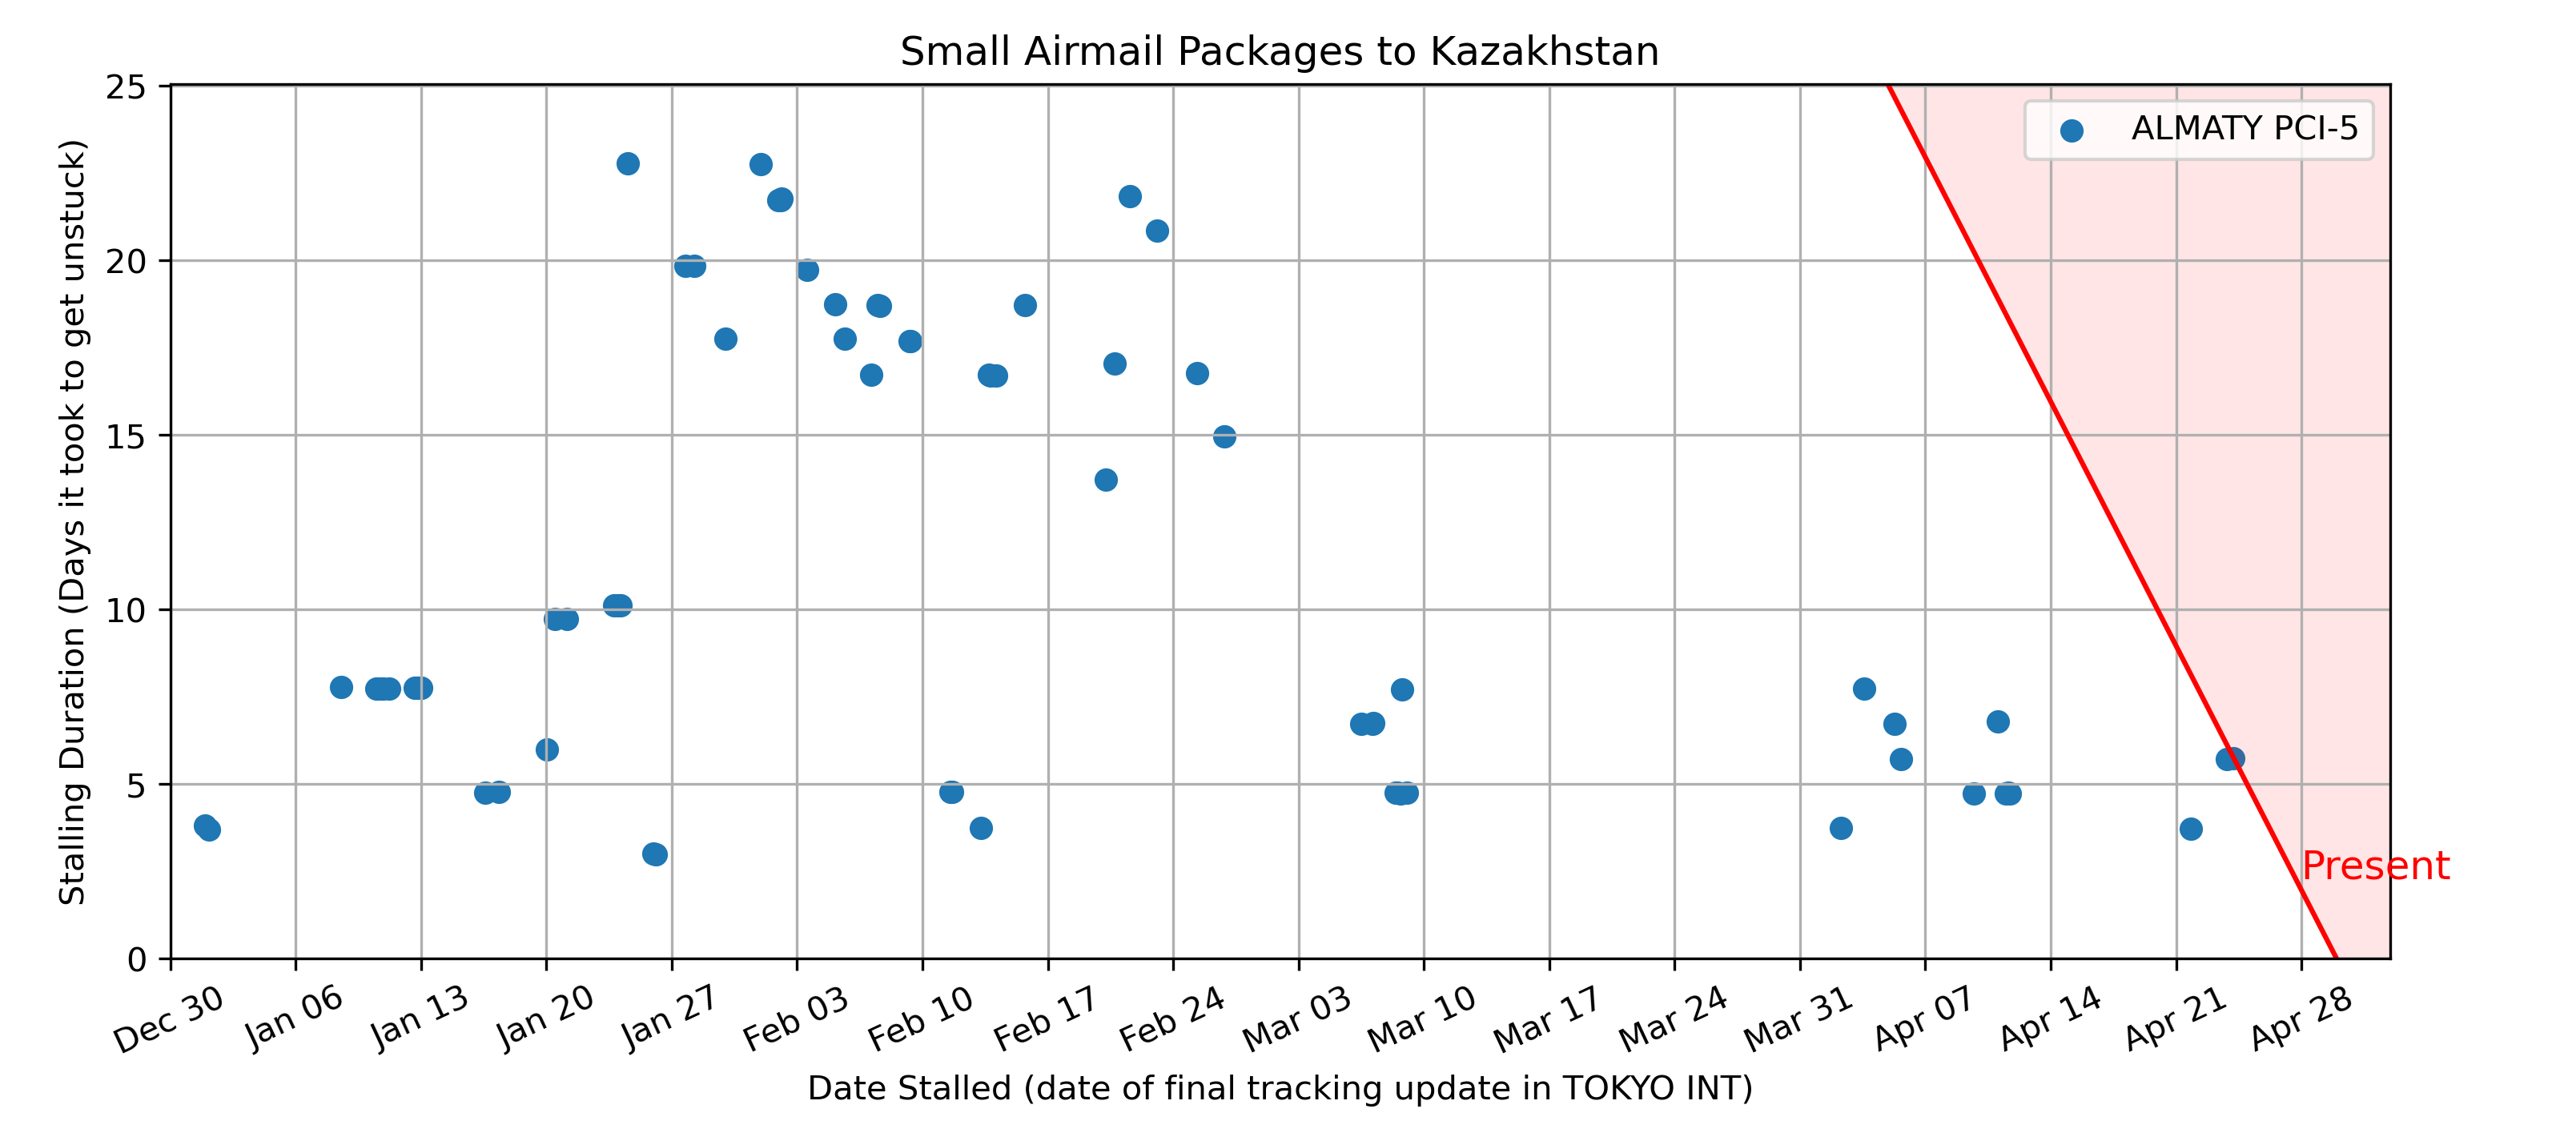 Small Airmail Packages to Kazakhstan
25
20
15
10
5
0
Stalling Duration (Days it took to get unstuck)
ALMATY PCI-5
Present
Dec 30
Jan 06
Jan 13
Jan 20
Jan 27
Feb 03
Feb 10
Feb 17
Feb 24
Mar 03
Mar 10
Mar 17
Mar 24
Mar 31
Apr 07
Apr 14
Apr 21
Apr 28
Date Stalled (date of final tracking update in TOKYO INT)